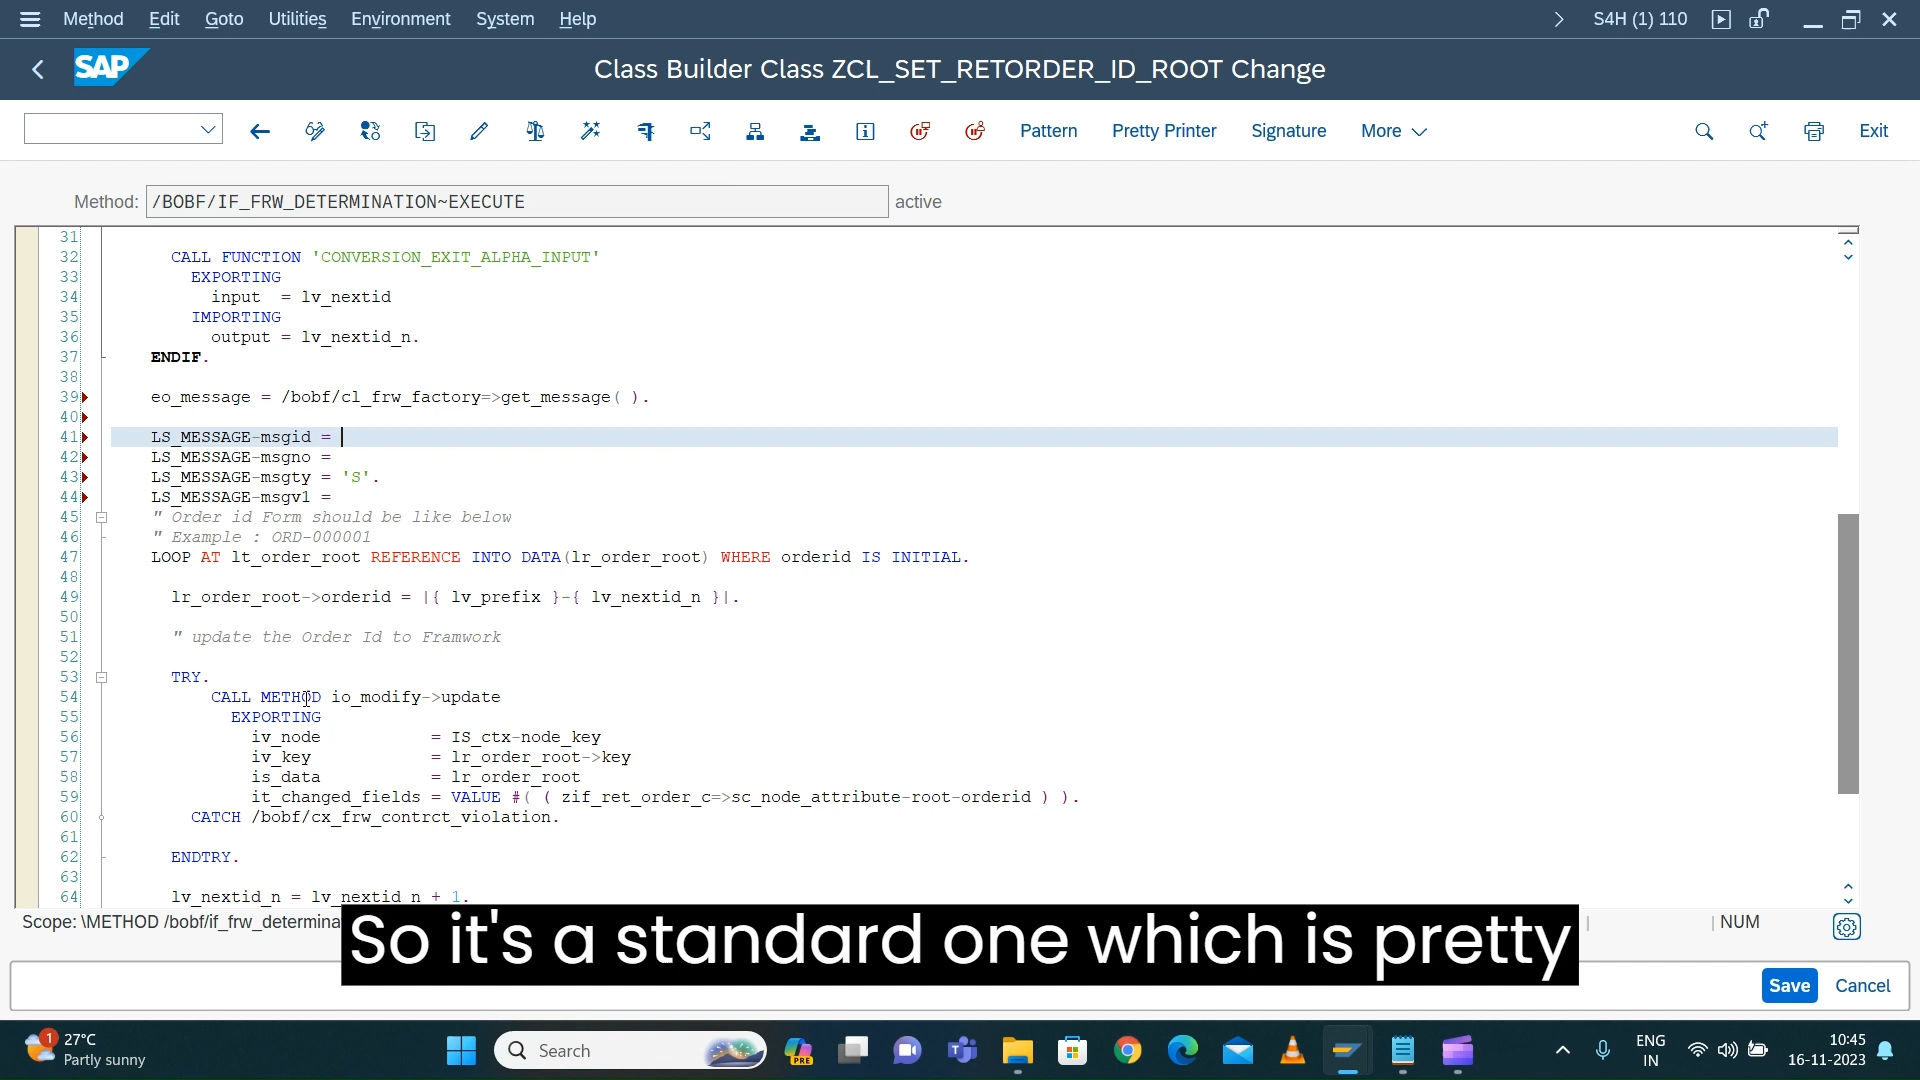 Method Edit Goto Utilities Environment System Help S4H (1) 110
SAP Class Builder Class ZCL_SET_RETORDER_ID_ROOT Change
Pattern Pretty Printer Signature More Exit
Method: /BOBF/IF_FRW_DETERMINATION~EXECUTE active
31
32 CALL FUNCTION 'CONVERSION_EXIT_ALPHA_INPUT'
33 EXPORTING
34 input = lv_nextid
35 IMPORTING
36 output = lv_nextid_n.
37 ENDIF.
38
39 eo_message = /bobf/cl_frw_factory=>get_message( ).
40
41 LS_MESSAGE-msgid =
42 LS_MESSAGE-msgno =
43 LS_MESSAGE-msgty = 'S'.
44 LS_MESSAGE-msgv1 =
45 " Order id Form should be like below
46 " Example : ORD-000001
47 LOOP AT lt_order_root REFERENCE INTO DATA(lr_order_root) WHERE orderid IS INITIAL.
48
49 lr_order_root->orderid = |{ lv_prefix }-{ lv_nextid_n }|.
50
51 " update the Order Id to Framwork
52
53 TRY.
54 CALL METHOD io_modify->update
55 EXPORTING
56 iv_node = IS_ctx-node_key
57 iv_key = lr_order_root->key
58 is_data = lr_order_root
59 it_changed_fields = VALUE #( ( zif_ret_order_c=>sc_node_attribute-root-orderid ) ).
60 CATCH /bobf/cx_frw_contrct_violation.
61
62 ENDTRY.
63
64 lv_nextid_n = lv_nextid_n + 1.
Scope: \METHOD /bobf/if_frw_determina NUM
So it's a standard one which is pretty
Save Cancel
1 27°C
Partly sunny
Search
PRE
ENG
IN
10:45
16-11-2023